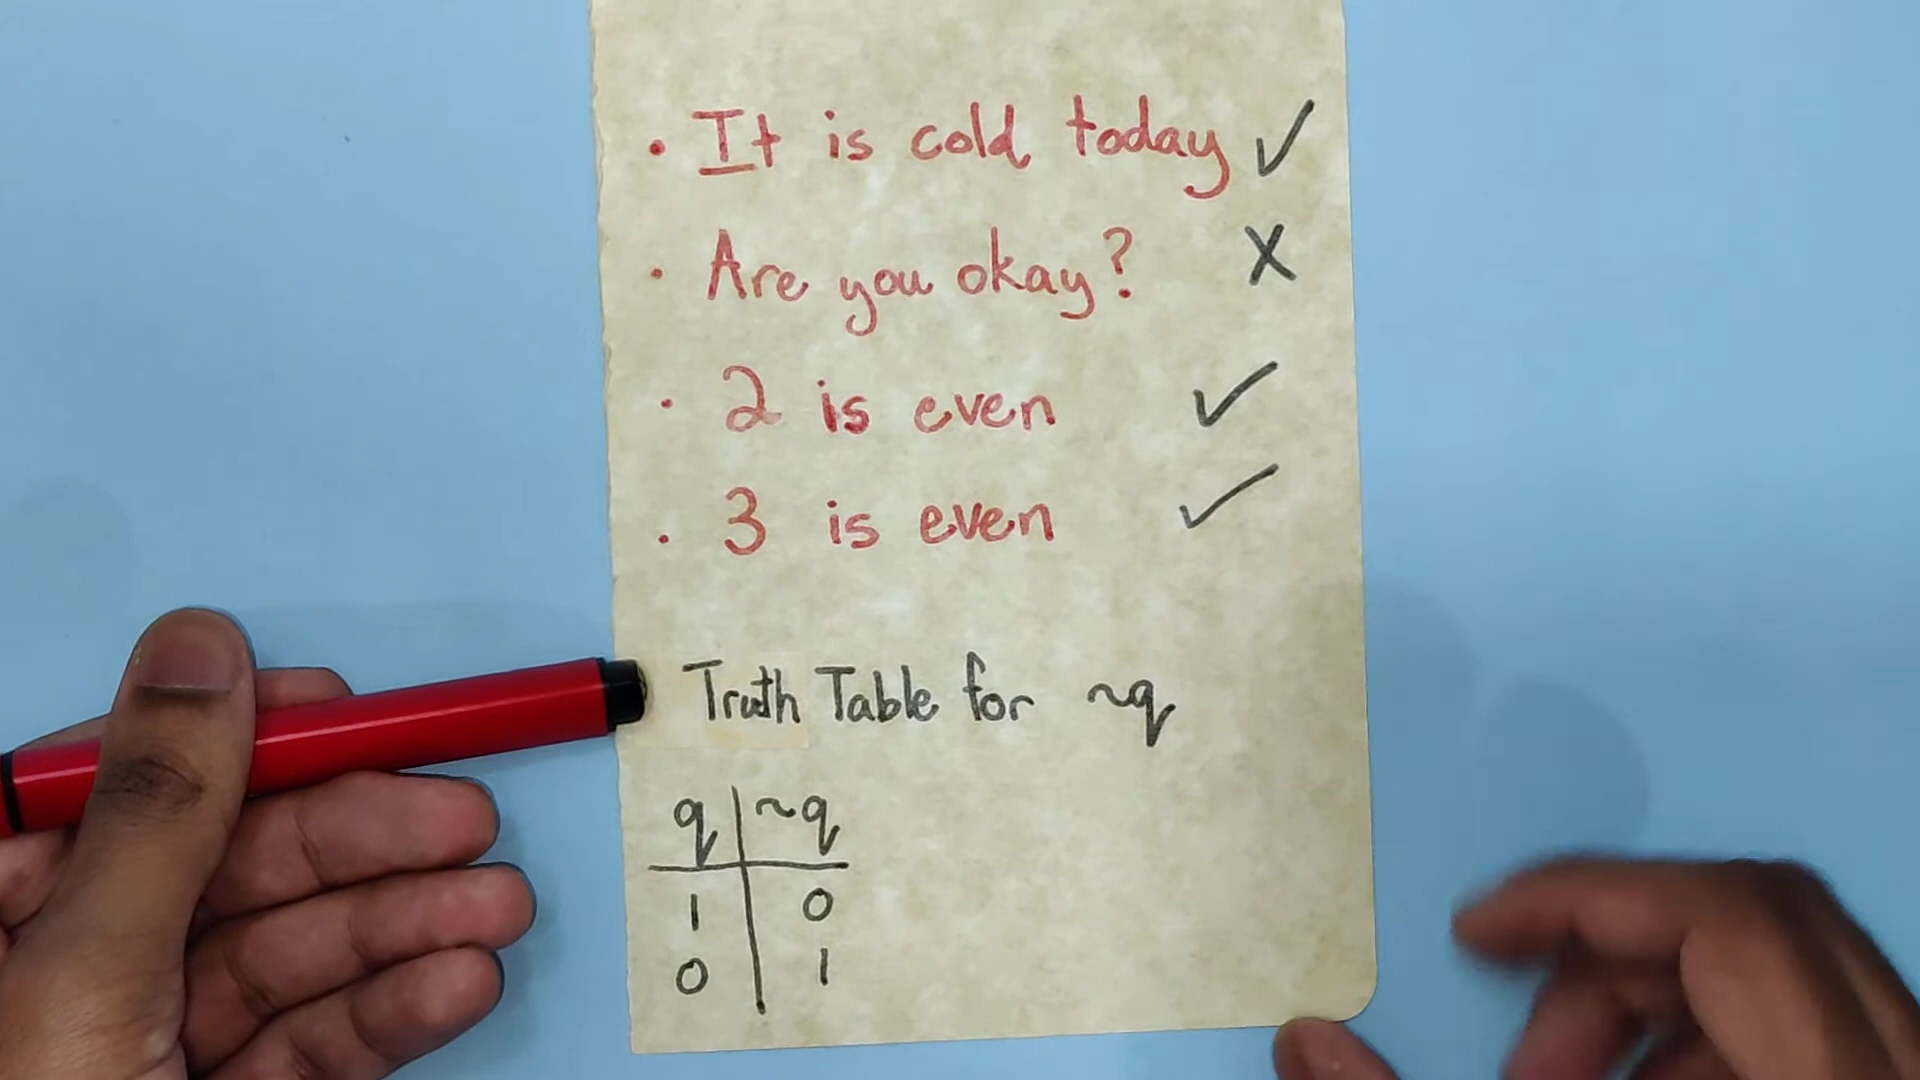 • It is cold today ✓
• Are you okay? X
• 2 is even ✓
• 3 is even ✓
Truth Table for ~q
q | ~q
1 | 0
0 | 1